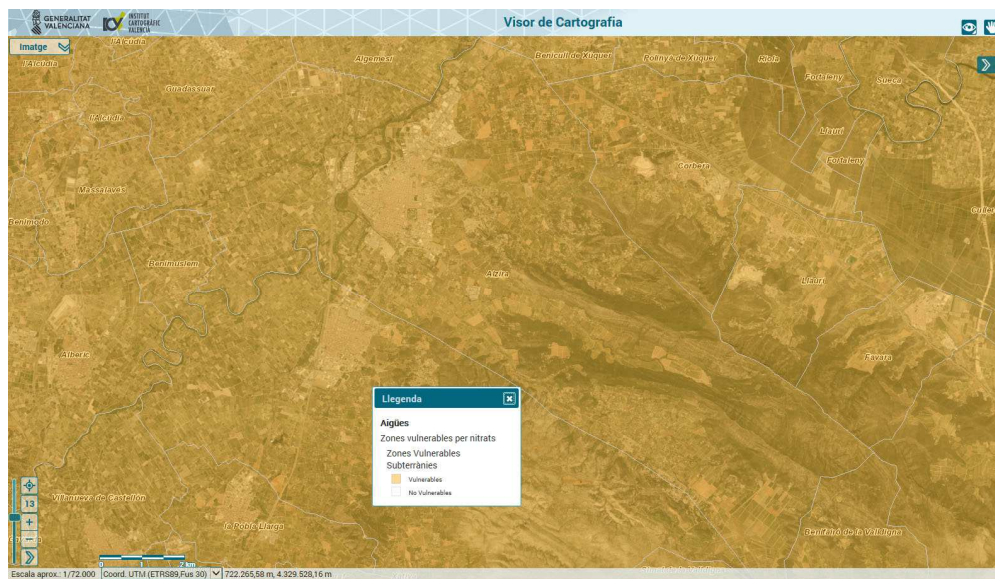 GENERALITAT
VALENCIANA
INSTITUT
CARTOGRÀFIC
VALENCIÀ
Visor de Cartografia
Imatge
l'Alcúdia
l'Alcúdia
Guadassuar
Algemesí
Benicull de Xúquer
Polinyà de Xúquer
Riola
Fortaleny
Sueca
l'Alcúdia
Llaurí
Fortaleny
Corbera
Massalavés
Benimodo
Benimuslem
Alzira
Llaurí
Alberic
Favara
Llegenda
Aigües
Zones vulnerables per nitrats
Zones Vulnerables
Subterrànies
Vulnerables
No Vulnerables
13
Villanueva de Castellón
la Pobla Llarga
Benifairó de la Valldigna
0 1 2 km
Escala aprox.: 1/72.000 Coord. UTM (ETRS89,Fus 30) 722.265,58 m, 4.329.528,16 m